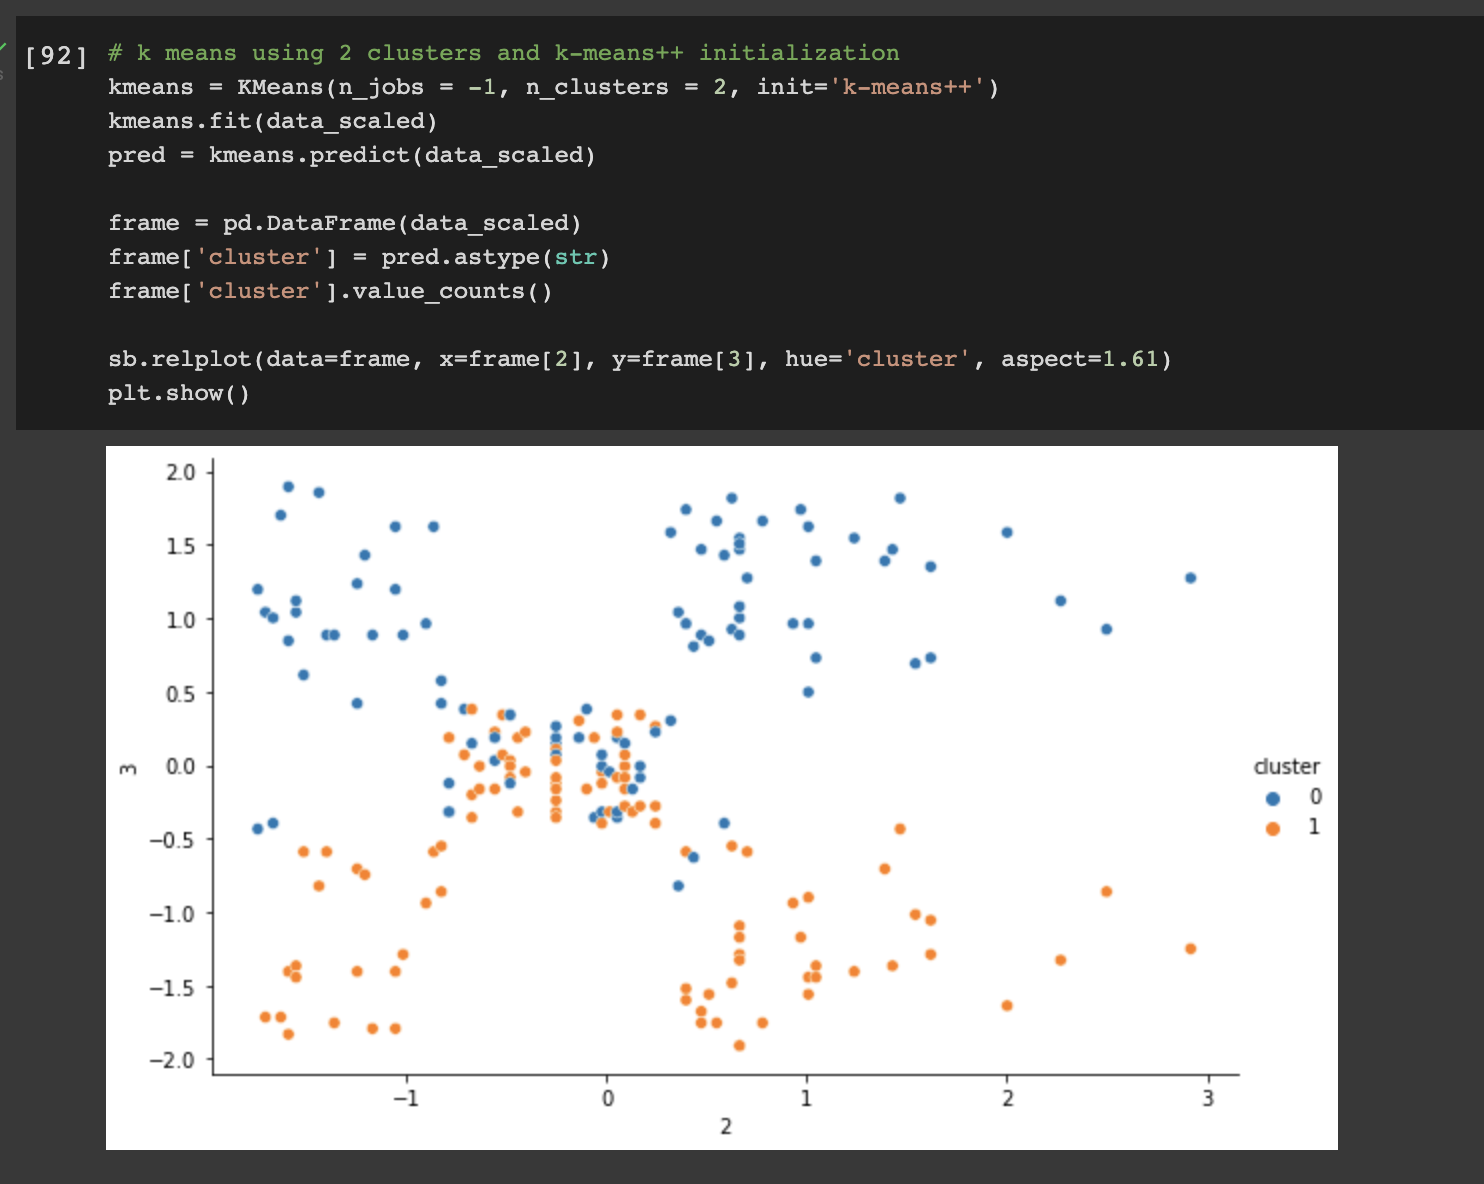 [92] # k means using 2 clusters and k-means++ initialization
kmeans = KMeans(n_jobs = -1, n_clusters = 2, init='k-means++')
kmeans.fit(data_scaled)
pred = kmeans.predict(data_scaled)
frame = pd.DataFrame(data_scaled)
frame['cluster'] = pred.astype(str)
frame['cluster'].value_counts()
sb.relplot(data=frame, x=frame[2], y=frame[3], hue='cluster', aspect=1.61)
plt.show()
2.0
1.5
1.0
0.5
0.0
−0.5
−1.0
−1.5
−2.0
3
−1 0 1 2 3
2
cluster
0
1